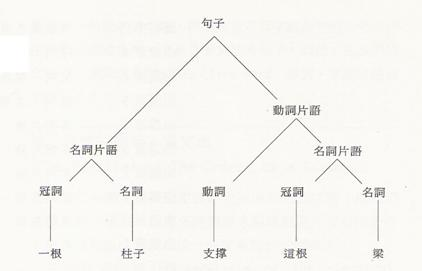 句子
動詞片語
名詞片語 名詞片語
冠詞 名詞 動詞 冠詞 名詞
一根 柱子 支撐 這根 梁